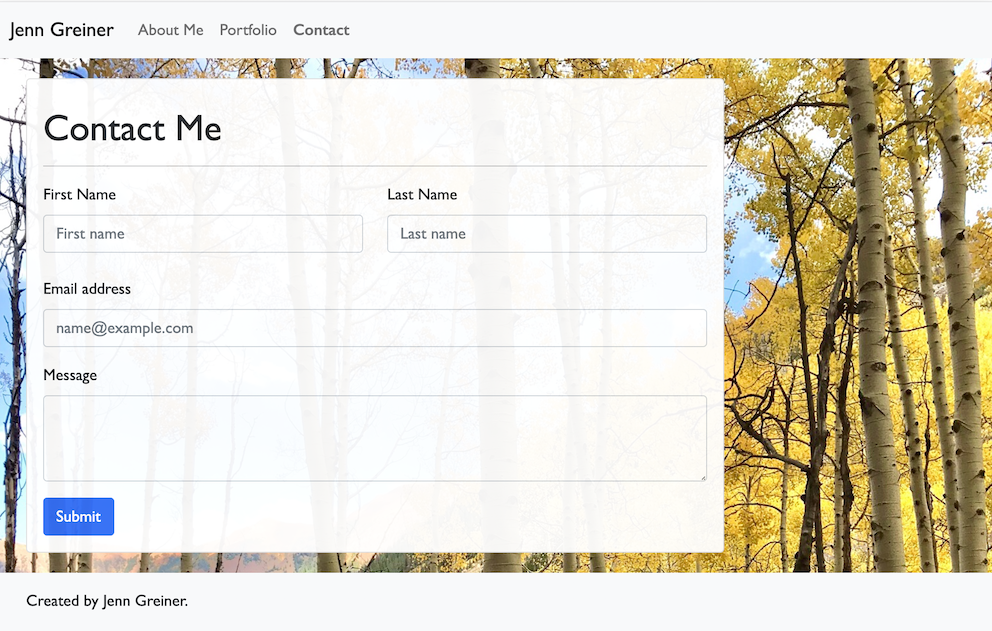 Jenn Greiner About Me Portfolio Contact
Contact Me
First Name Last Name
First name Last name
Email address
name@example.com
Message
Submit
Created by Jenn Greiner.